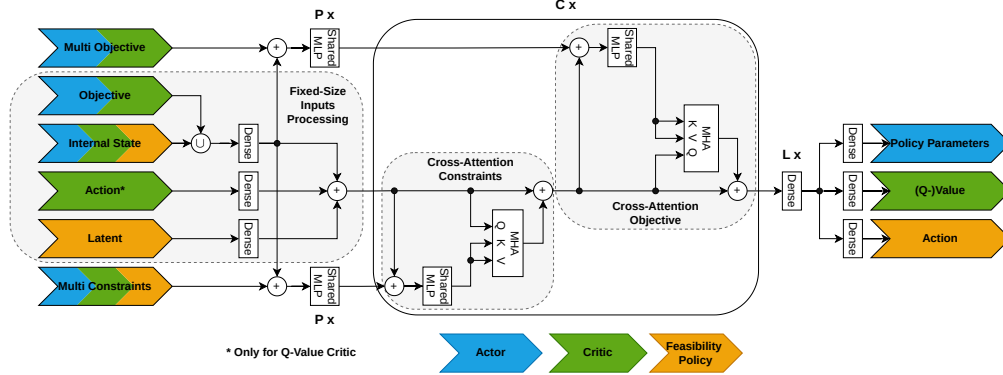 C x
P x
Multi Objective
Shared
MLP
Shared
MLP
Objective
Fixed-Size
Inputs
Processing
Internal State
U
Dense
K
V
Q
MHA
L x
Dense
Policy Parameters
Cross-Attention
Constraints
Action*
Dense
Dense
Dense
(Q-)Value
Cross-Attention
Objective
Latent
Dense
Q
K
V
MHA
Dense
Action
Multi Constraints
Shared
MLP
Shared
MLP
P x
* Only for Q-Value Critic
Actor
Critic
Feasibility
Policy